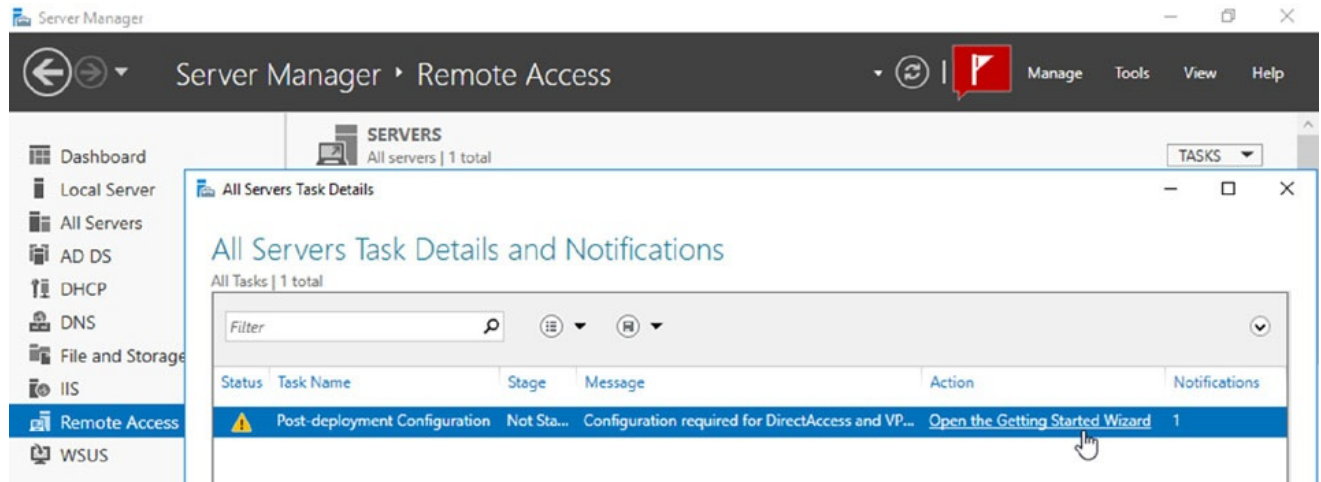 Server Manager
Server Manager ‣ Remote Access
Manage Tools View Help
SERVERS
All servers | 1 total
TASKS
Dashboard
Local Server
All Servers
AD DS
DHCP
DNS
File and Storage
IIS
Remote Access
WSUS
All Servers Task Details
All Servers Task Details and Notifications
All Tasks | 1 total
Filter
Status Task Name Stage Message Action Notifications
Post-deployment Configuration Not Sta... Configuration required for DirectAccess and VP... Open the Getting Started Wizard 1